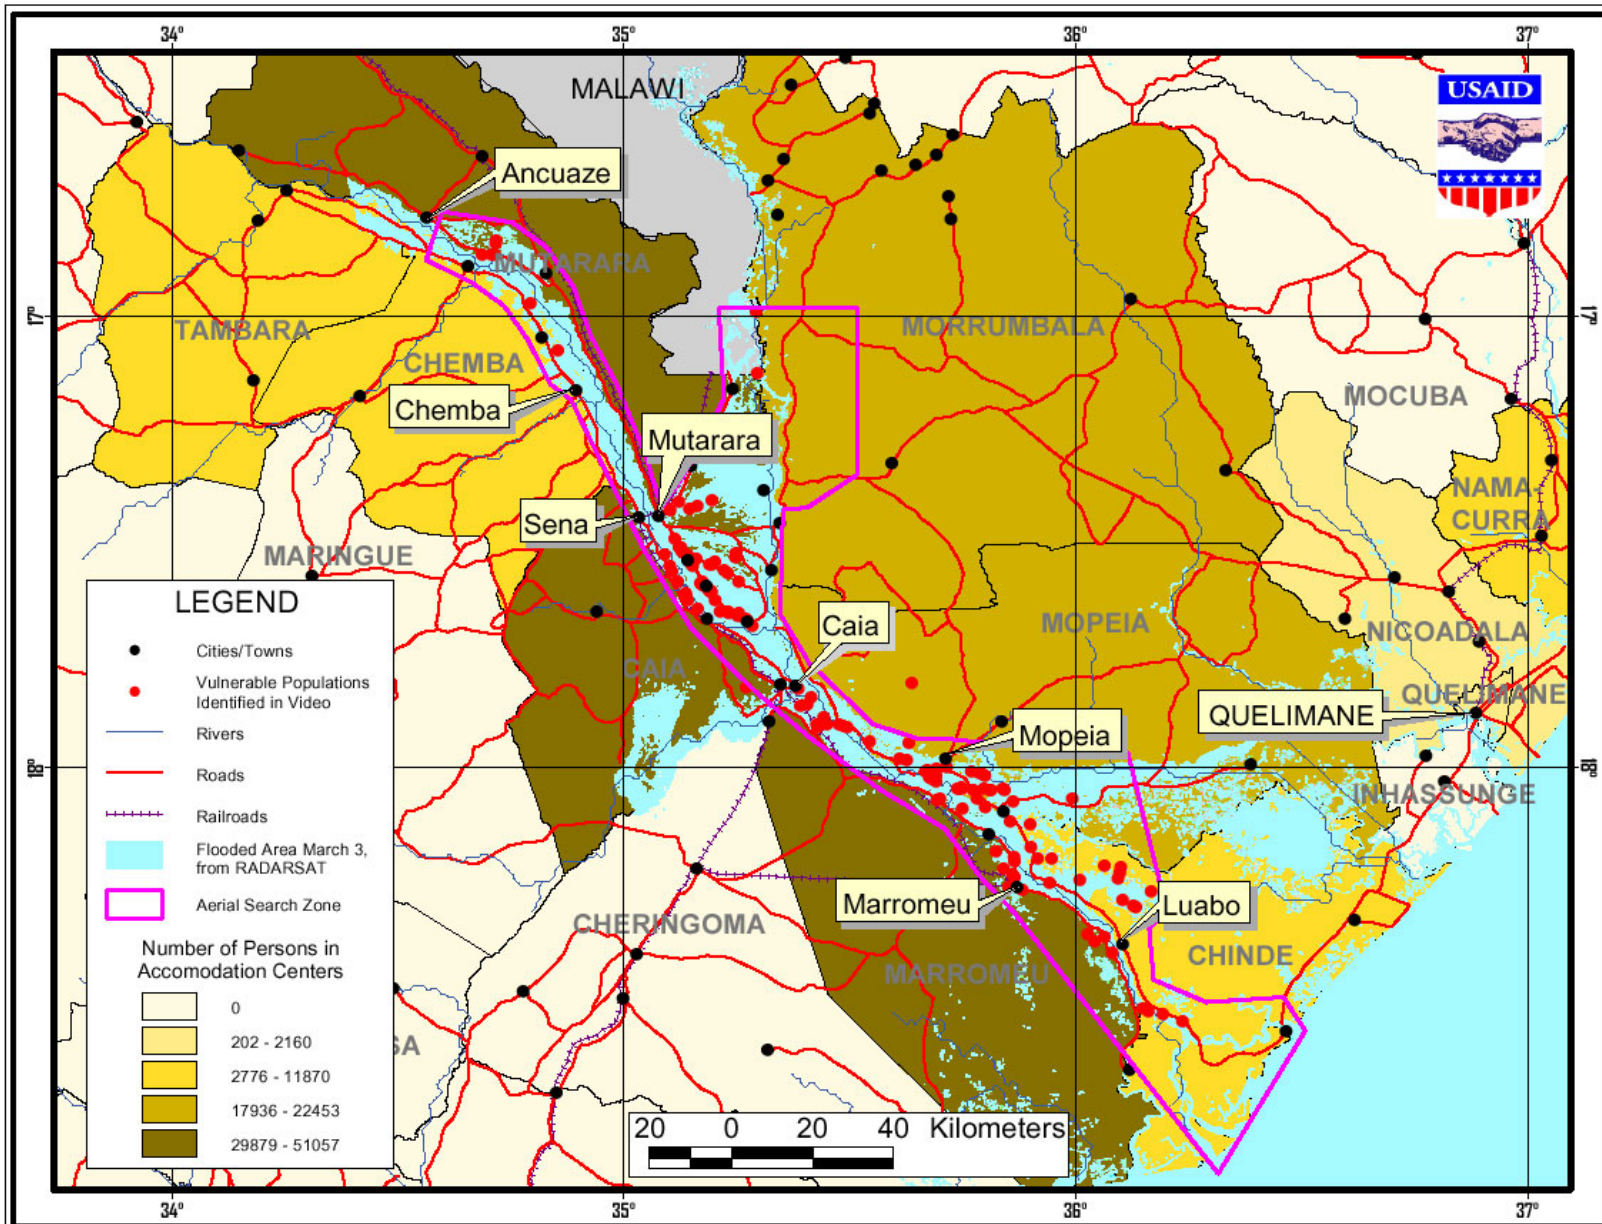 34° 35° 36° 37°
MALAWI
USAID
Ancuaze
MUTARARA
17° 17°
TAMBARA
MORRUMBALA
CHEMBA
MOCUBA
Chemba
Mutarara
NAMA-
CURRA
Sena
MARINGUE
Caia
MOPEIA
NICOADALA
CAIA
QUELIMANE
QUELIMANE
Mopeia
18° 18°
INHASSUNGE
Marromeu
Luabo
CHERINGOMA
CHINDE
MARROMEU
SA
LEGEND
Cities/Towns
Vulnerable Populations
Identified in Video
Rivers
Roads
Railroads
Flooded Area March 3,
from RADARSAT
Aerial Search Zone
Number of Persons in
Accomodation Centers
0
202 - 2160
2776 - 11870
17936 - 22453
29879 - 51057
20 0 20 40 Kilometers
34° 35° 36° 37°